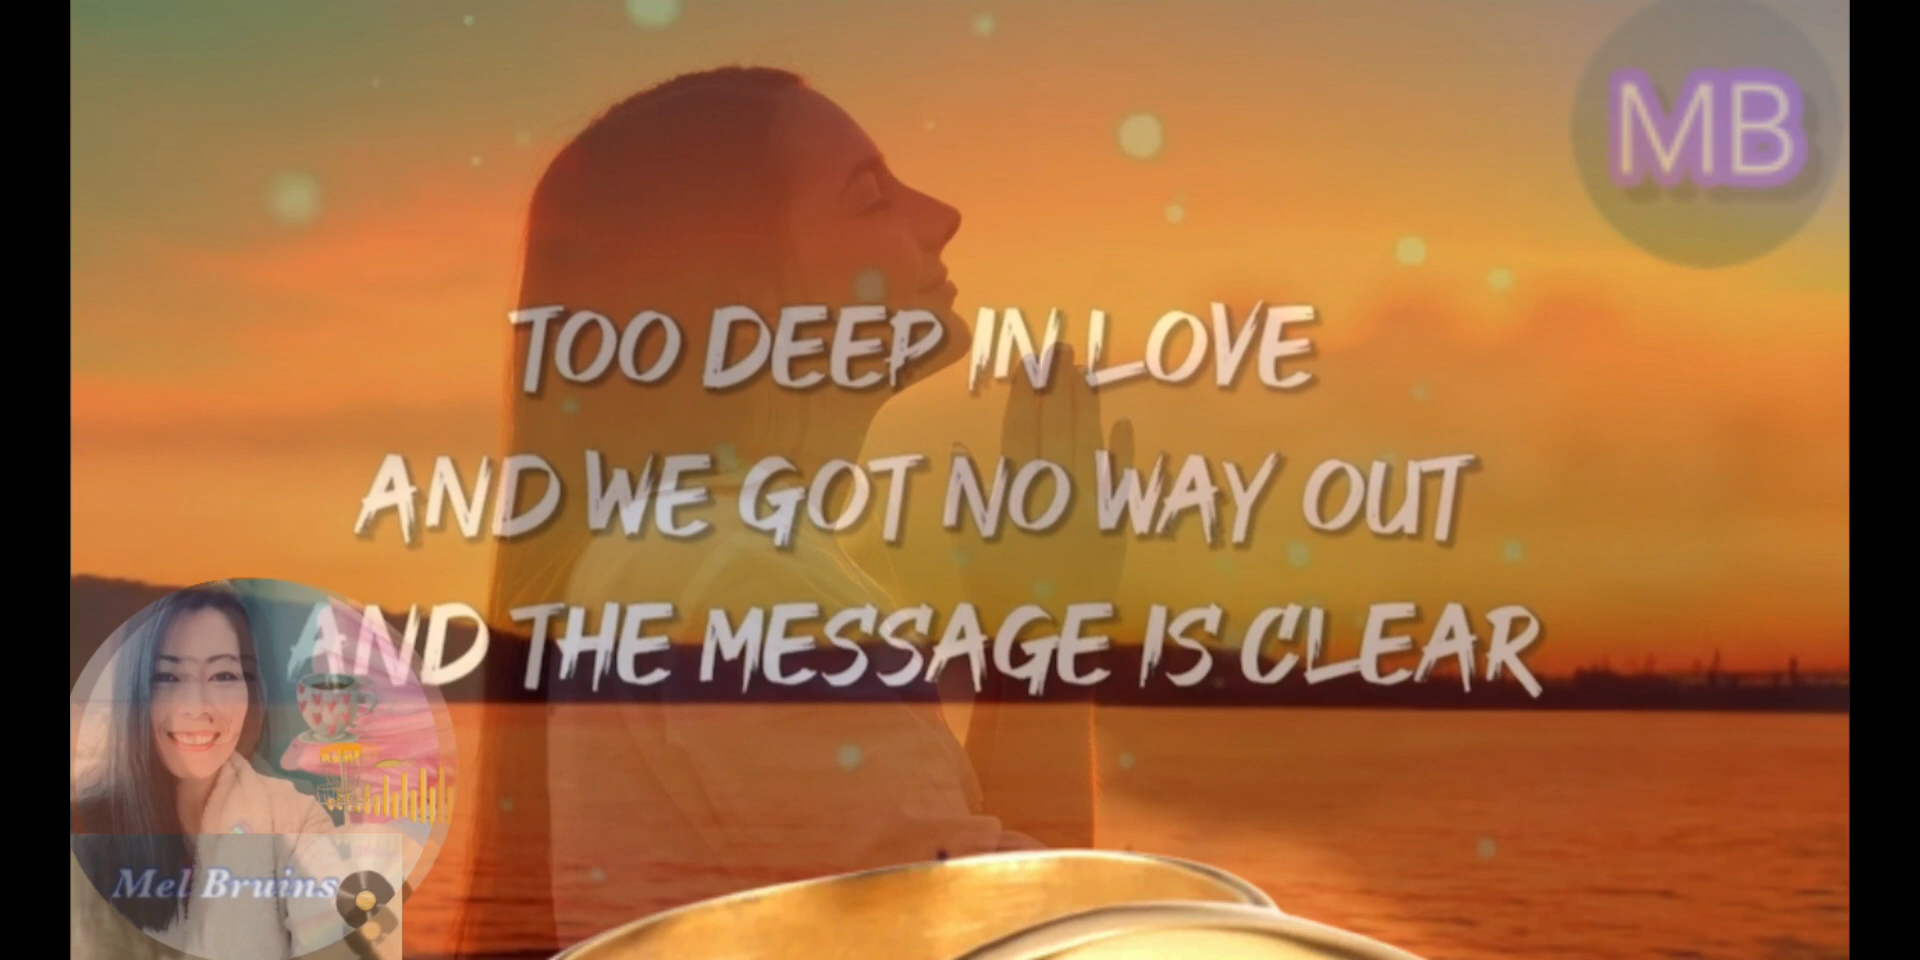 MB
TOO DEEP IN LOVE
AND WE GOT NO WAY OUT
AND THE MESSAGE IS CLEAR
Mel Bruins